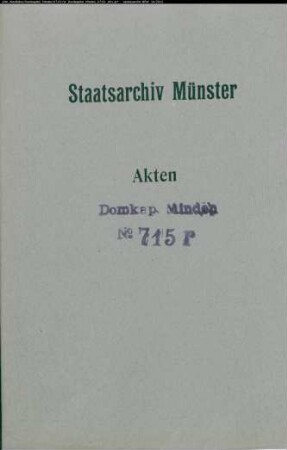 Staatsarchiv Münster
Akten
Domkap. Minden
№ 715 P